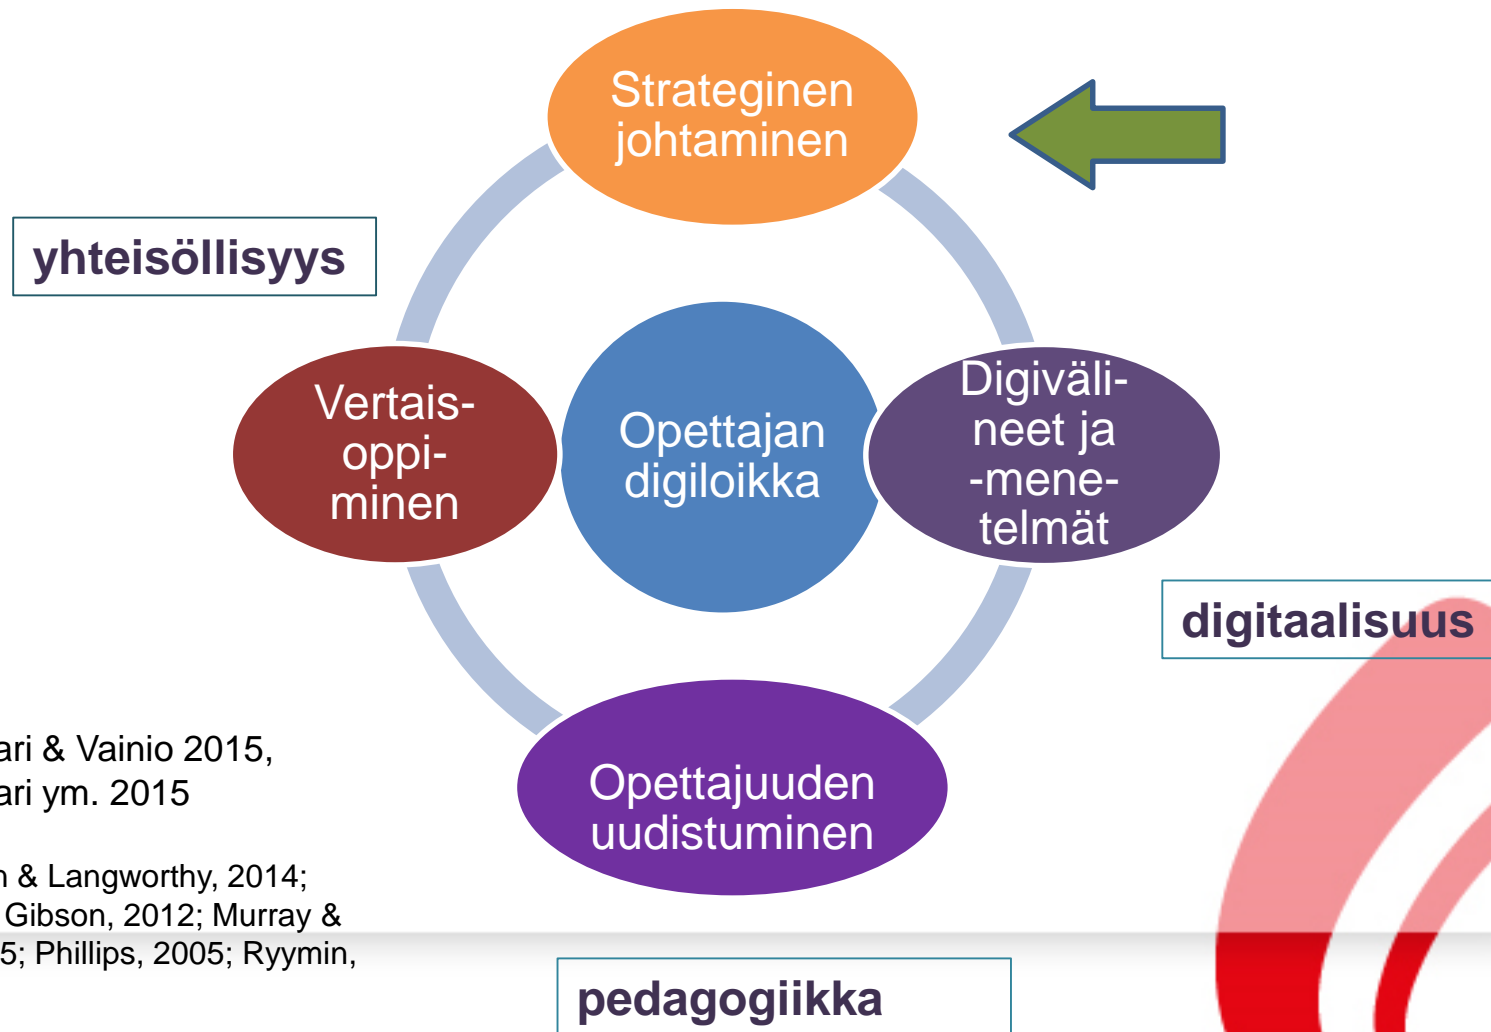 Strateginen
johtaminen
yhteisöllisyys
Vertais-
oppi-
minen
Opettajan
digiloikka
Digiväli-
neet ja
-mene-
telmät
digitaalisuus
Opettajuuden
uudistuminen
ari & Vainio 2015,
ari ym. 2015
n & Langworthy, 2014;
Gibson, 2012; Murray &
5; Phillips, 2005; Ryymin,
pedagogiikka